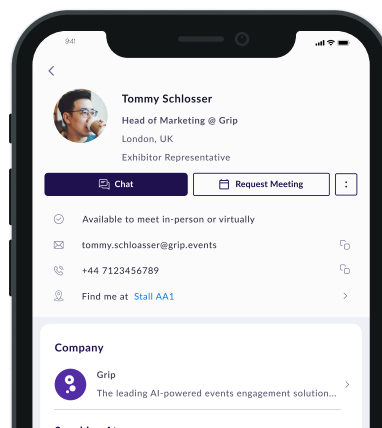 9:41
Tommy Schlosser
Head of Marketing @ Grip
London, UK
Exhibitor Representative
Chat
Request Meeting
Available to meet in-person or virtually
tommy.schloasser@grip.events
+44 7123456789
Find me at Stall AA1
Company
Grip
The leading AI-powered events engagement solution...